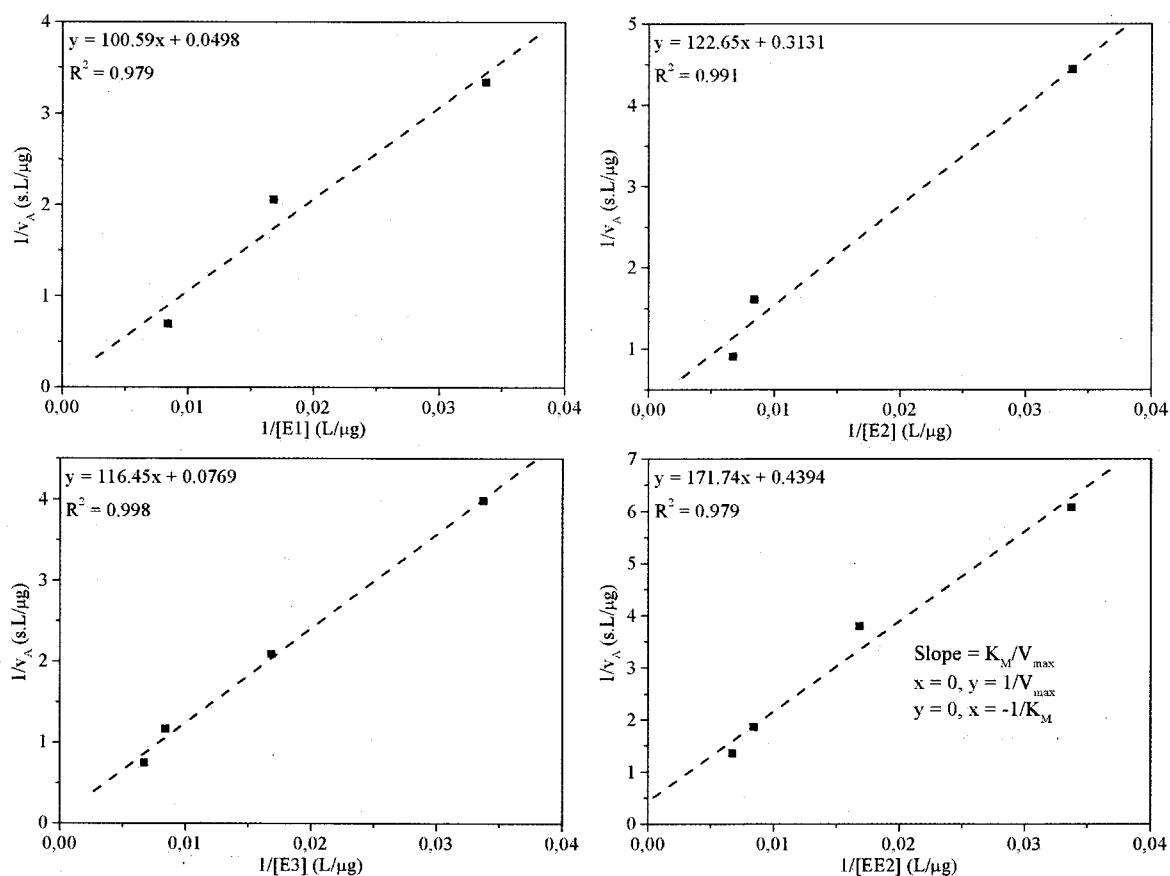 y = 100.59x + 0.0498
R² = 0.979
4
3
2
1
0
1/v_A (s.L/µg)
0,00 0,01 0,02 0,03 0,04
1/[E1] (L/µg)
y = 122.65x + 0.3131
R² = 0.991
5
4
3
2
1
1/v_A (s.L/µg)
0,00 0,01 0,02 0,03 0,04
1/[E2] (L/µg)
y = 116.45x + 0.0769
R² = 0.998
4
3
2
1
0
1/v_A (s.L/µg)
0,00 0,01 0,02 0,03 0,04
1/[E3] (L/µg)
y = 171.74x + 0.4394
R² = 0.979
7
6
5
4
3
2
1
0
1/v_A (s.L/µg)
Slope = K_M/V_max
x = 0, y = 1/V_max
y = 0, x = -1/K_M
0,00 0,01 0,02 0,03 0,04
1/[EE2] (L/µg)